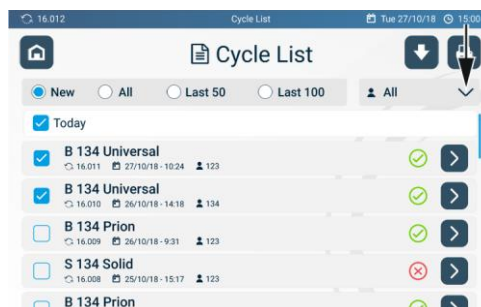 16.012 Cycle List Tue 27/10/18 15:00
Cycle List
New All Last 50 Last 100 All
Today
B 134 Universal
16.011 27/10/18 - 10:24 123
B 134 Universal
16.010 26/10/18 - 14:18 134
B 134 Prion
16.009 26/10/18 - 9:31 123
S 134 Solid
16.008 25/10/18 - 15:17 123
B 134 Prion